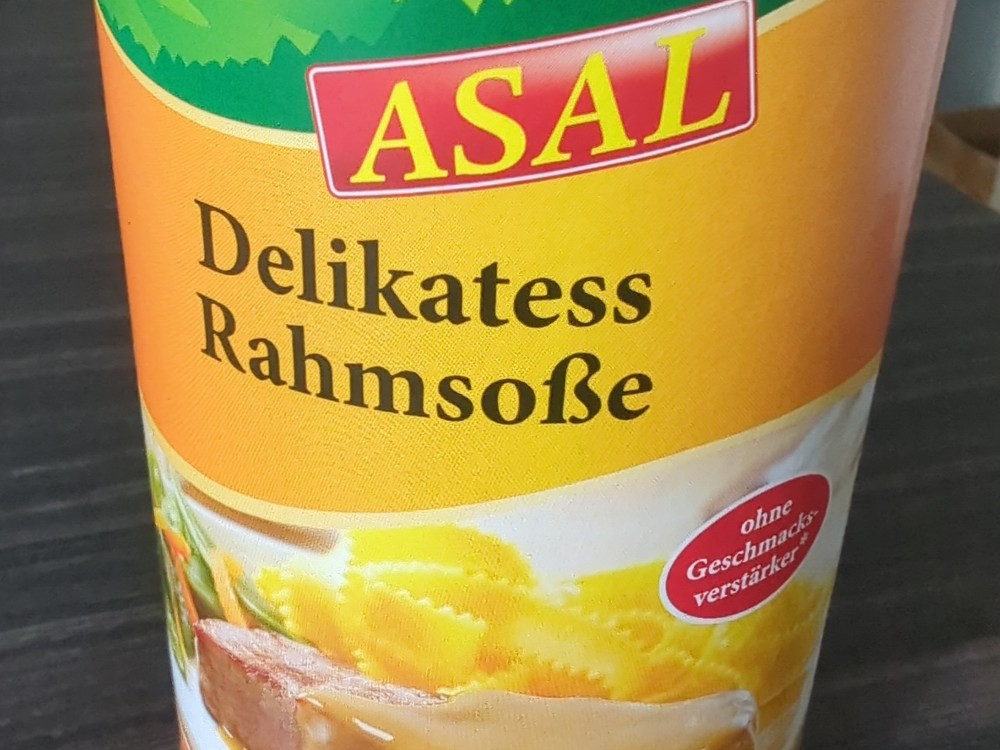 ASAL
Delikatess
Rahmsoße
ohne
Geschmacks-
verstärker*